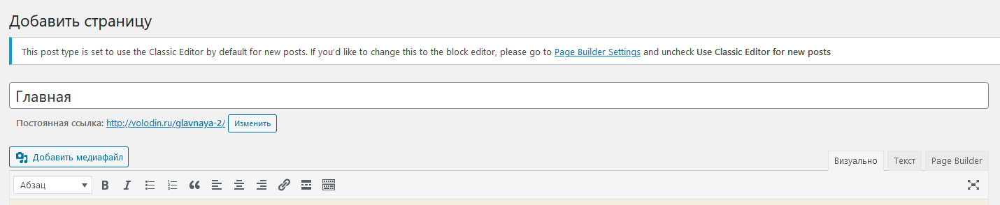 Добавить страницу
This post type is set to use the Classic Editor by default for new posts. If you'd like to change this to the block editor, please go to Page Builder Settings and uncheck Use Classic Editor for new posts
Главная
Постоянная ссылка: http://volodin.ru/glavnaya-2/ Изменить
Добавить медиафайл
Визуально Текст Page Builder
Абзац B I